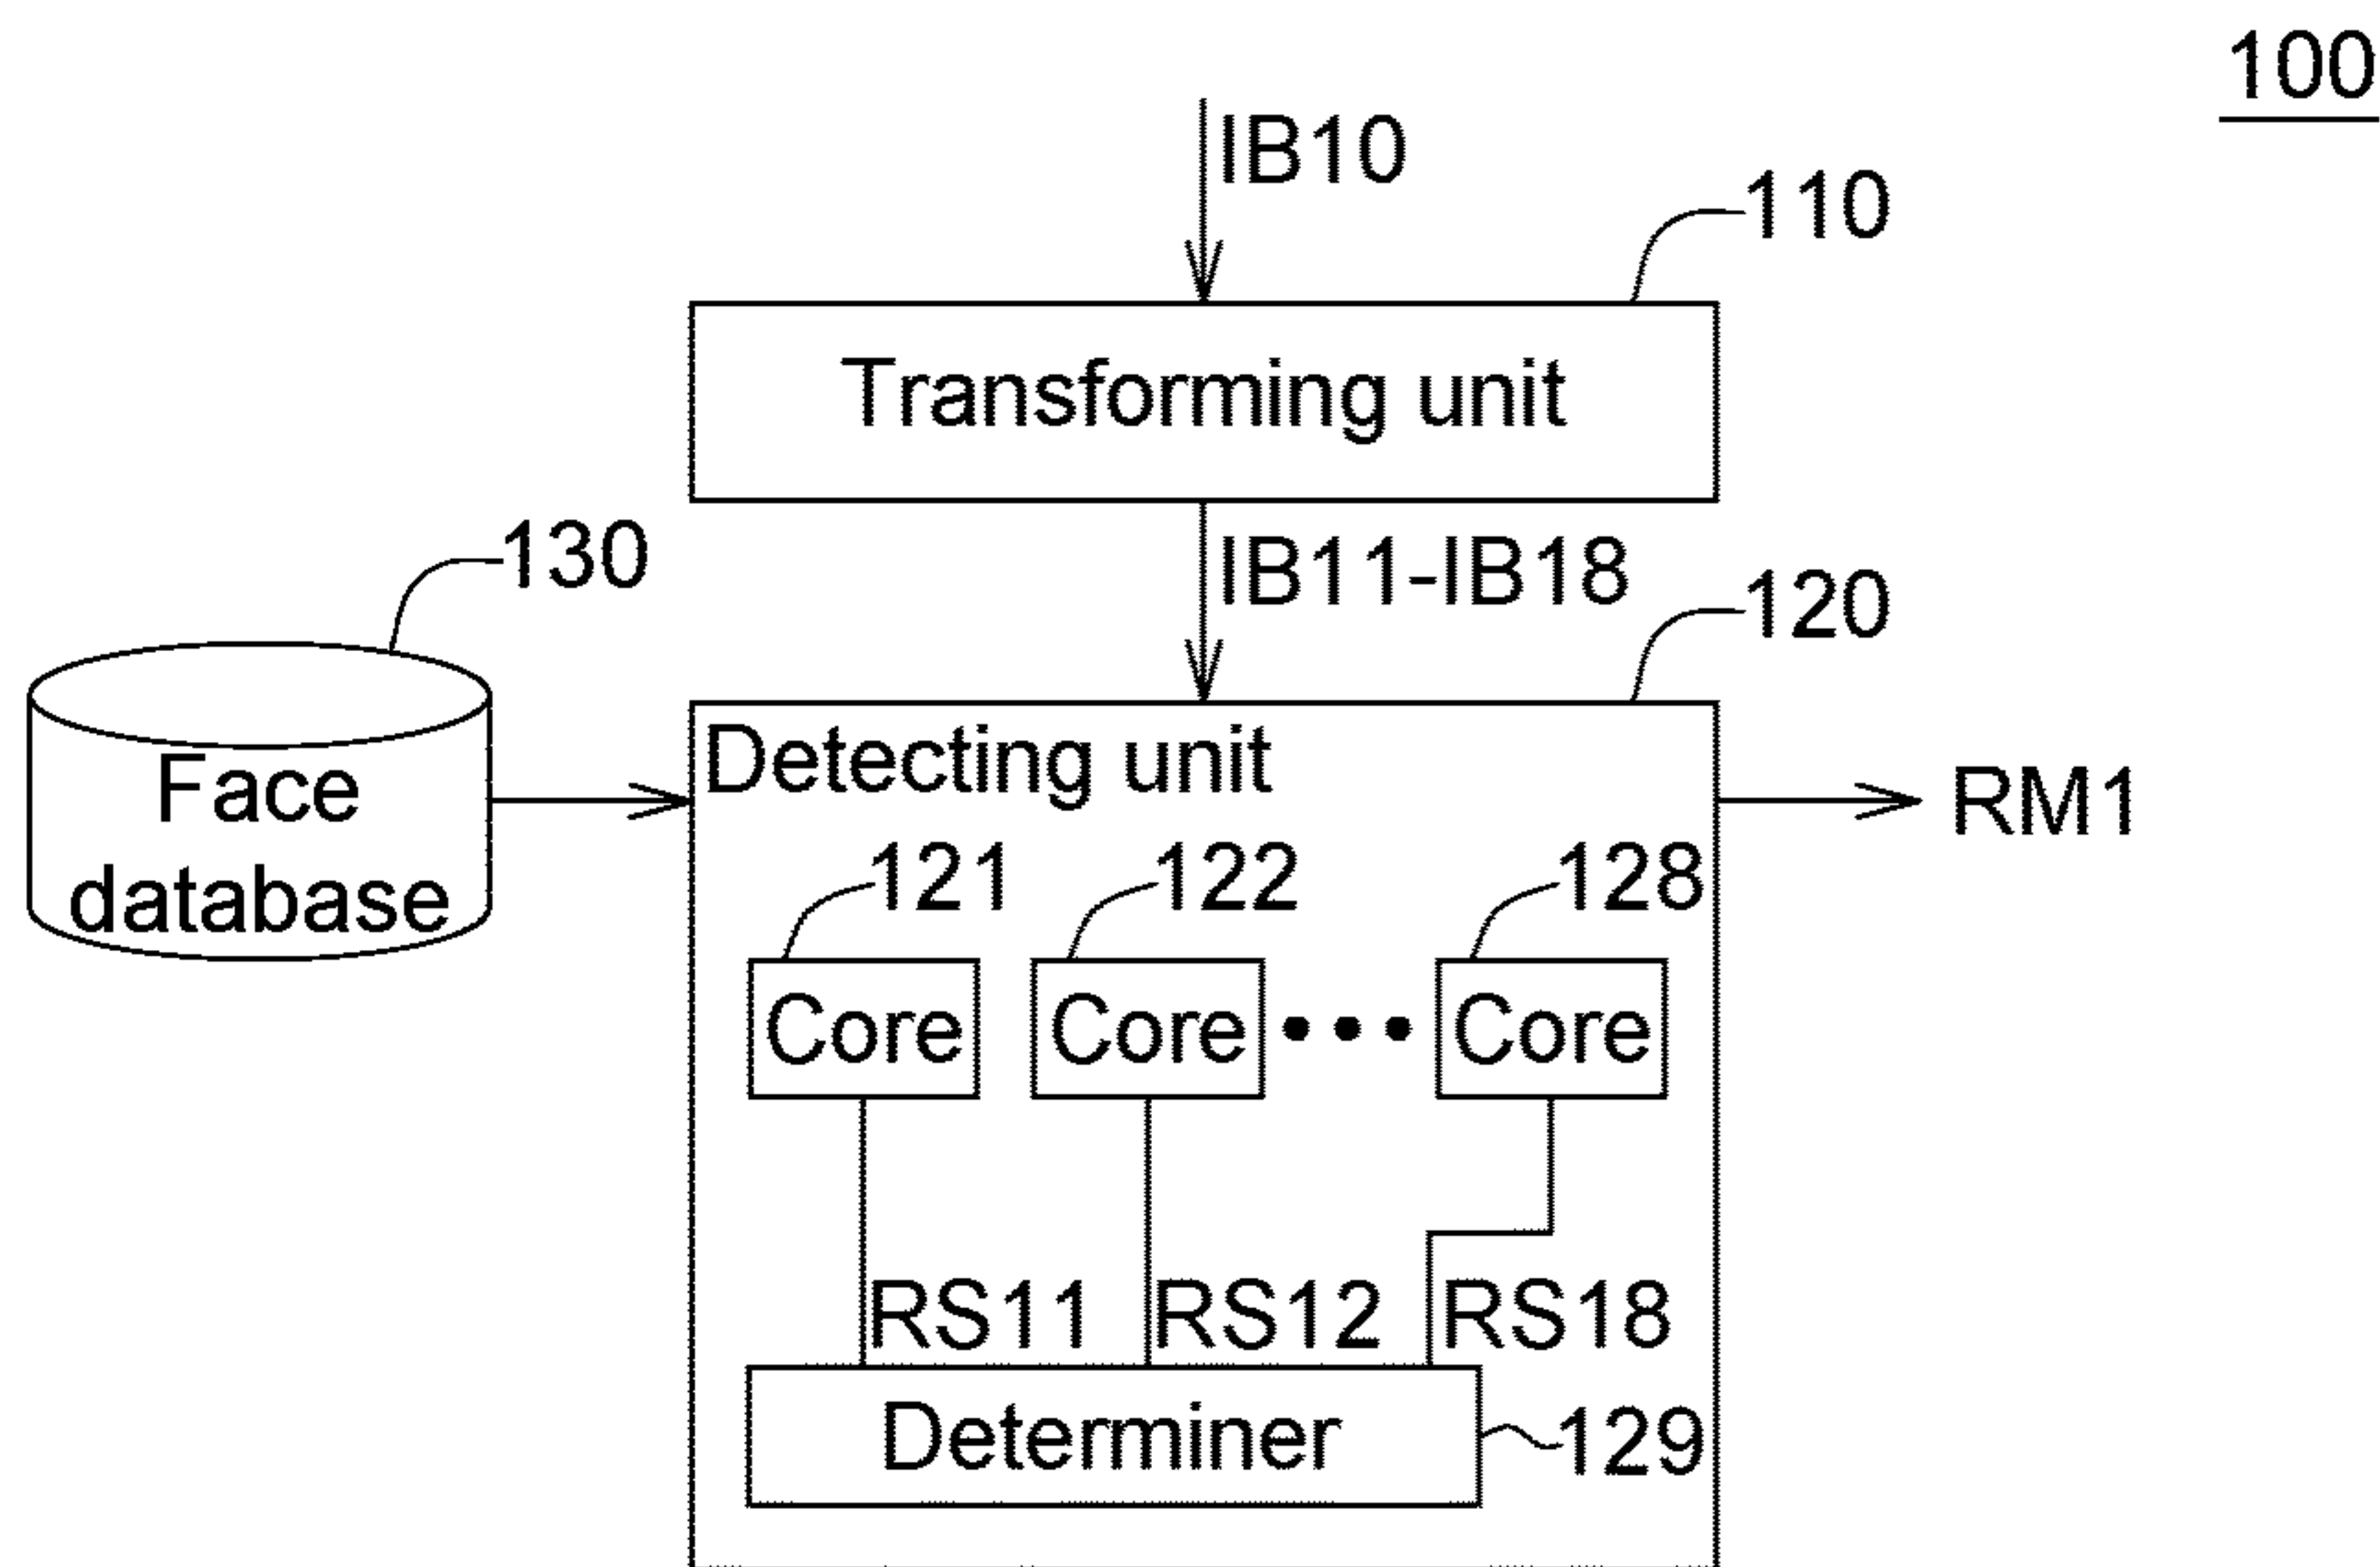 100
IB10
110
Transforming unit
130
IB11-IB18
120
Face
database
Detecting unit
RM1
121
122
128
Core
Core
Core
RS11
RS12
RS18
Determiner
129